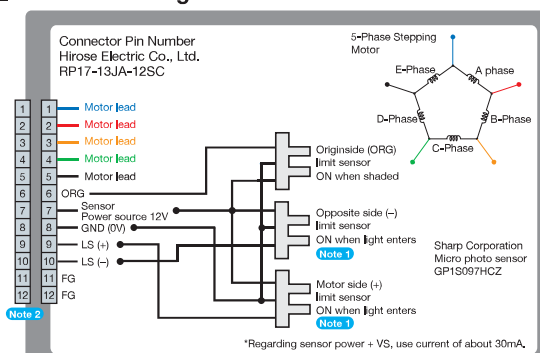 Connector Pin Number
Hirose Electric Co., Ltd.
RP17-13JA-12SC
5-Phase Stepping
Motor
E-Phase
A phase
D-Phase
B-Phase
C-Phase
1 1 Motor lead
2 2 Motor lead
3 3 Motor lead
4 4 Motor lead
5 5 Motor lead
6 6 ORG
7 7 Sensor
Power source 12V
8 8 GND (0V)
9 9 LS (+)
10 10 LS (–)
11 11 FG
12 12 FG
Note 2
Originside (ORG)
limit sensor
ON when shaded
Opposite side (–)
limit sensor
ON when light enters
Note 1
Motor side (+)
limit sensor
ON when light enters
Note 1
Sharp Corporation
Micro photo sensor
GP1S097HCZ
*Regarding sensor power + VS, use current of about 30mA.